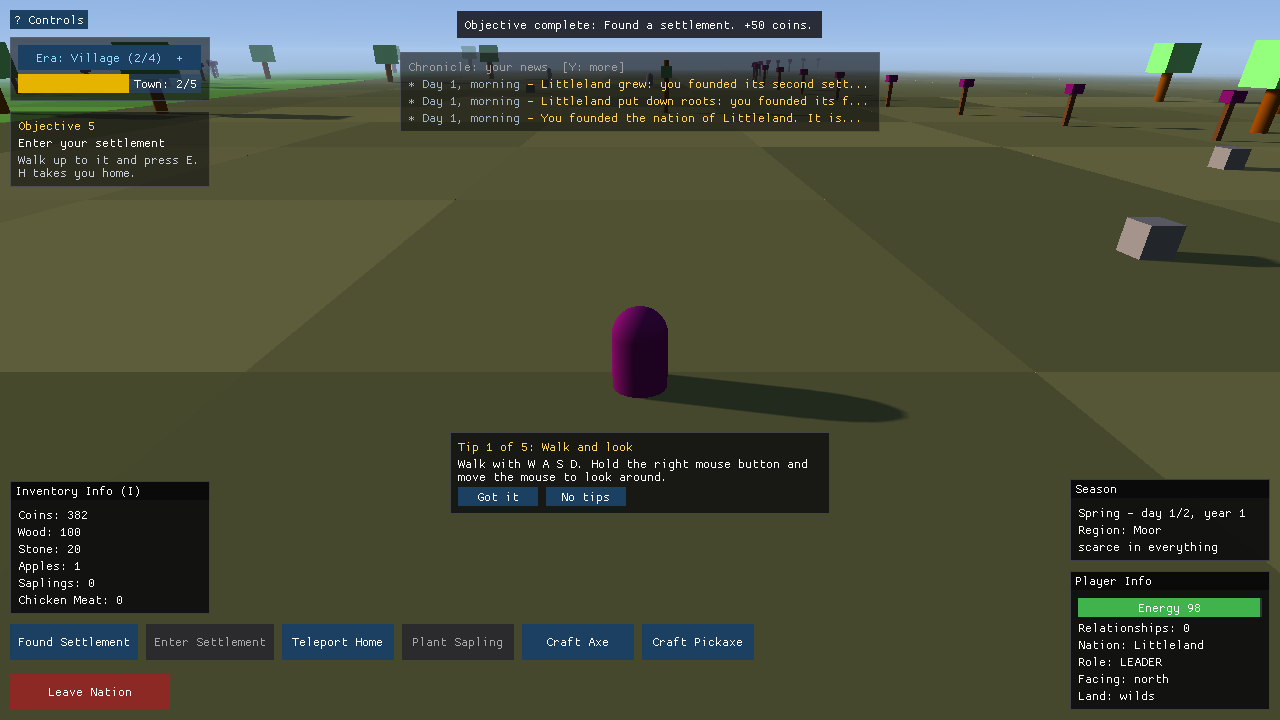 ? Controls
Objective complete: Found a settlement. +50 coins.
Era: Village (2/4) +
Town: 2/5
Chronicle: your news [Y: more]
* Day 1, morning – Littleland grew: you founded its second sett...
* Day 1, morning – Littleland put down roots: you founded its f...
* Day 1, morning – You founded the nation of Littleland. It is...
Objective 5
Enter your settlement
Walk up to it and press E.
H takes you home.
Tip 1 of 5: Walk and look
Walk with W A S D. Hold the right mouse button and
move the mouse to look around.
Got it
No tips
Inventory Info (I)
Coins: 382
Wood: 100
Stone: 20
Apples: 1
Saplings: 0
Chicken Meat: 0
Season
Spring – day 1/2, year 1
Region: Moor
scarce in everything
Player Info
Energy 98
Relationships: 0
Nation: Littleland
Role: LEADER
Facing: north
Land: wilds
Found Settlement
Enter Settlement
Teleport Home
Plant Sapling
Craft Axe
Craft Pickaxe
Leave Nation